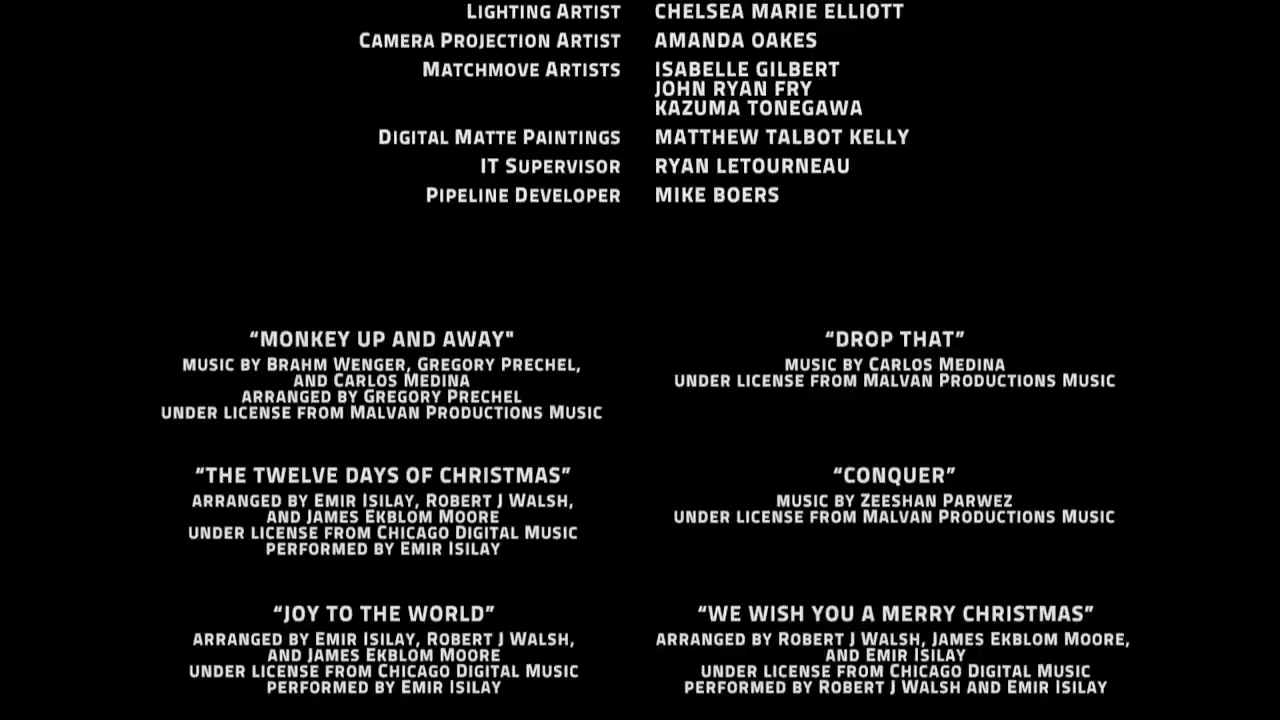 Lighting Artist CHELSEA MARIE ELLIOTT
Camera Projection Artist AMANDA OAKES
Matchmove Artists ISABELLE GILBERT
JOHN RYAN FRY
KAZUMA TONEGAWA
Digital Matte Paintings MATTHEW TALBOT KELLY
IT Supervisor RYAN LETOURNEAU
Pipeline Developer MIKE BOERS
“MONKEY UP AND AWAY"
MUSIC BY BRAHM WENGER, GREGORY PRECHEL,
AND CARLOS MEDINA
ARRANGED BY GREGORY PRECHEL
UNDER LICENSE FROM MALVAN PRODUCTIONS MUSIC
“DROP THAT”
MUSIC BY CARLOS MEDINA
UNDER LICENSE FROM MALVAN PRODUCTIONS MUSIC
“THE TWELVE DAYS OF CHRISTMAS”
ARRANGED BY EMIR ISILAY, ROBERT J WALSH,
AND JAMES EKBLOM MOORE
UNDER LICENSE FROM CHICAGO DIGITAL MUSIC
PERFORMED BY EMIR ISILAY
“CONQUER”
MUSIC BY ZEESHAN PARWEZ
UNDER LICENSE FROM MALVAN PRODUCTIONS MUSIC
“JOY TO THE WORLD”
ARRANGED BY EMIR ISILAY, ROBERT J WALSH,
AND JAMES EKBLOM MOORE
UNDER LICENSE FROM CHICAGO DIGITAL MUSIC
PERFORMED BY EMIR ISILAY
“WE WISH YOU A MERRY CHRISTMAS”
ARRANGED BY ROBERT J WALSH, JAMES EKBLOM MOORE,
AND EMIR ISILAY
UNDER LICENSE FROM CHICAGO DIGITAL MUSIC
PERFORMED BY ROBERT J WALSH AND EMIR ISILAY